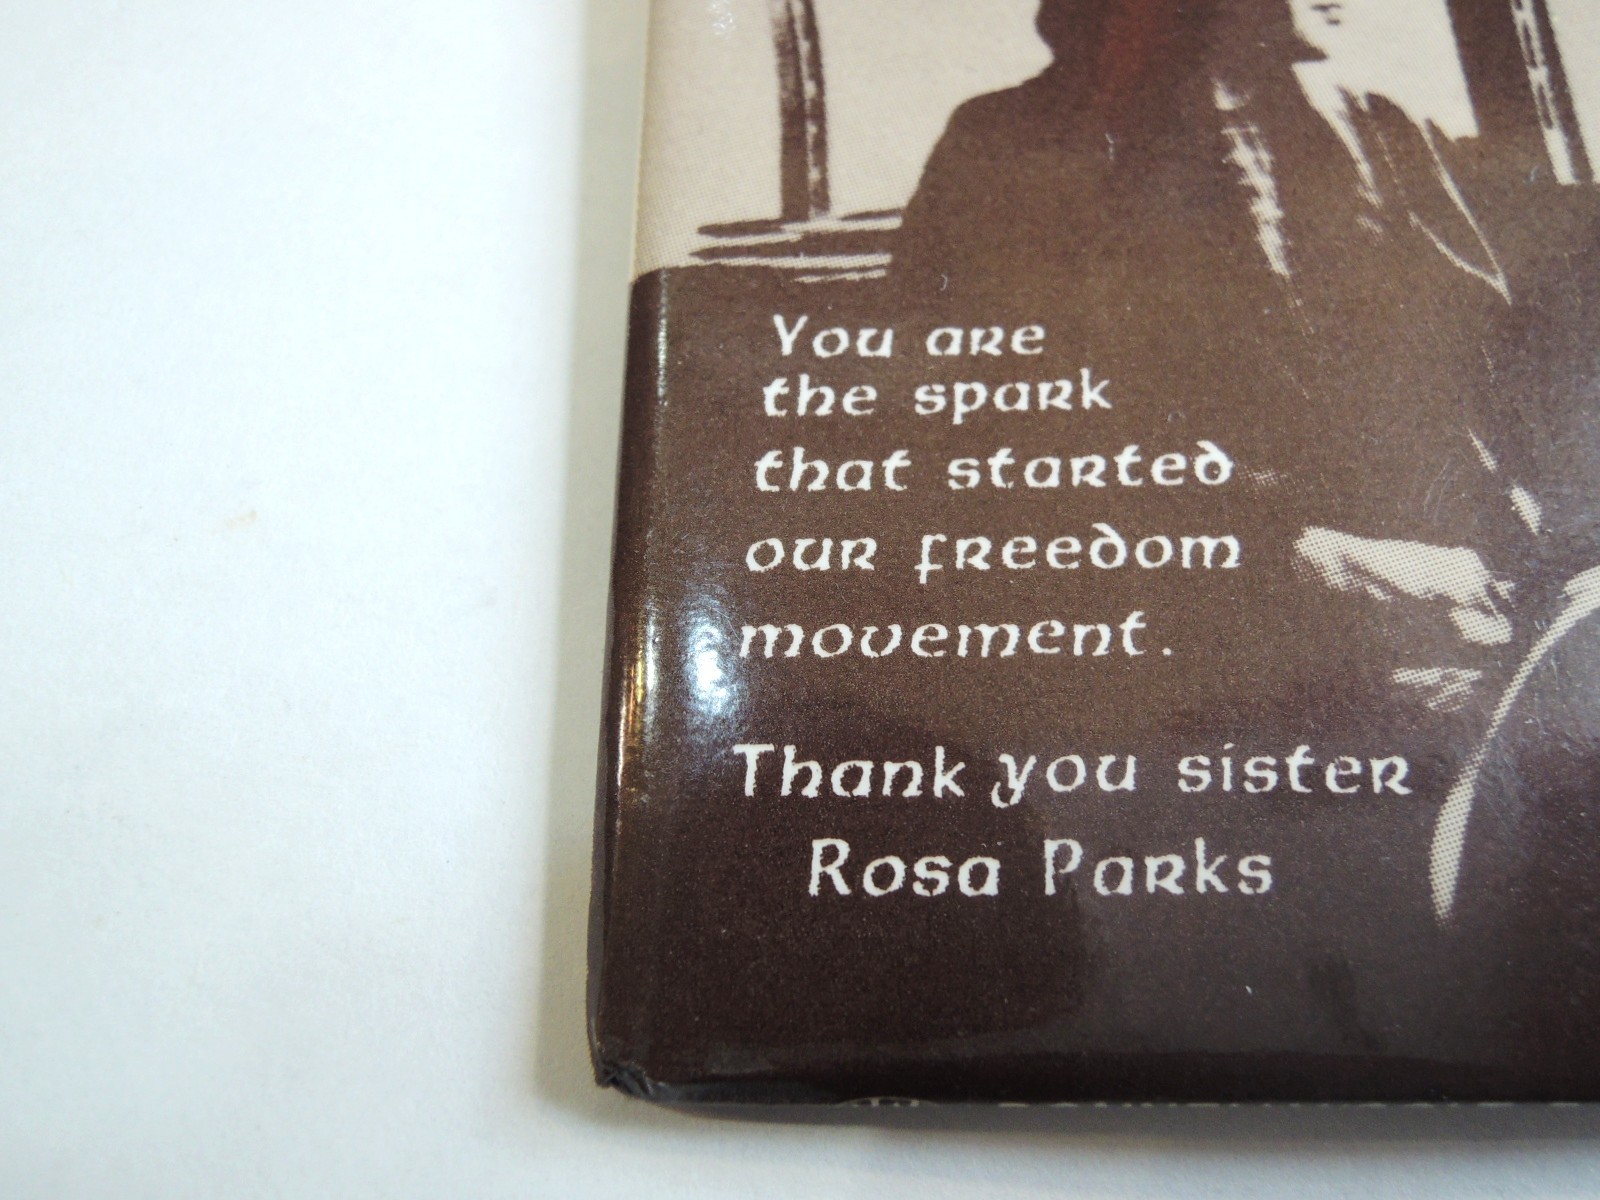 You are
the spark
that started
our freedom
movement.
Thank you sister
Rosa Parks